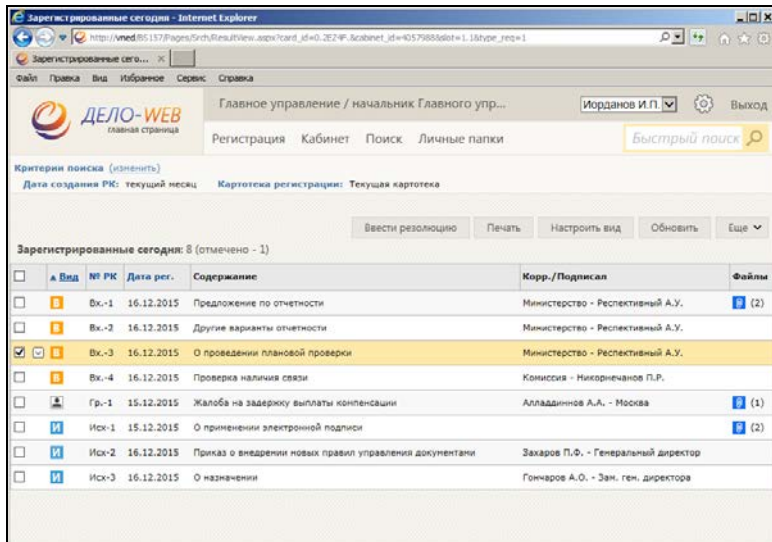 Зарегистрированные сегодня - Internet Explorer
Зарегистрированные сего...
Файл Правка Вид Избранное Сервис Справка
ДЕЛО-WEB
главная страница
Главное управление / начальник Главного упр...
Иорданов И.П.
Выход
Регистрация Кабинет Поиск Личные папки
Быстрый поиск
Критерии поиска (изменить)
Дата создания РК: текущий месяц Картотека регистрации: Текущая картотека
Ввести резолюцию Печать Настроить вид Обновить Еще
Зарегистрированные сегодня: 8 (отмечено - 1)
Вид № РК Дата рег. Содержание Корр./Подписал Файлы
В Вх.-1 16.12.2015 Предложение по отчетности Министерство - Респективный А.У. (2)
В Вх.-2 16.12.2015 Другие варианты отчетности Министерство - Респективный А.У.
В Вх.-3 16.12.2015 О проведении плановой проверки Министерство - Респективный А.У.
В Вх.-4 16.12.2015 Проверка наличия связи Комиссия - Никорнечанов П.Р.
Гр.-1 15.12.2015 Жалоба на задержку выплаты компенсации Алладдиннов А.А. - Москва (1)
И Исх-1 15.12.2015 О применении электронной подписи (2)
И Исх-2 16.12.2015 Приказ о внедрении новых правил управления документами Захаров П.Ф. - Генеральный директор
И Исх-3 16.12.2015 О назначении Гончаров А.О. - Зам. ген. директора